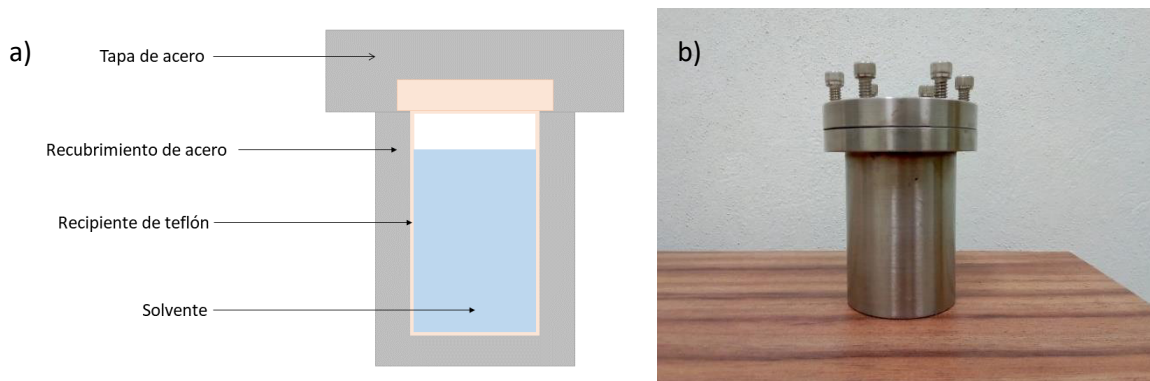 a)
Tapa de acero
Recubrimiento de acero
Recipiente de teflón
Solvente
b)